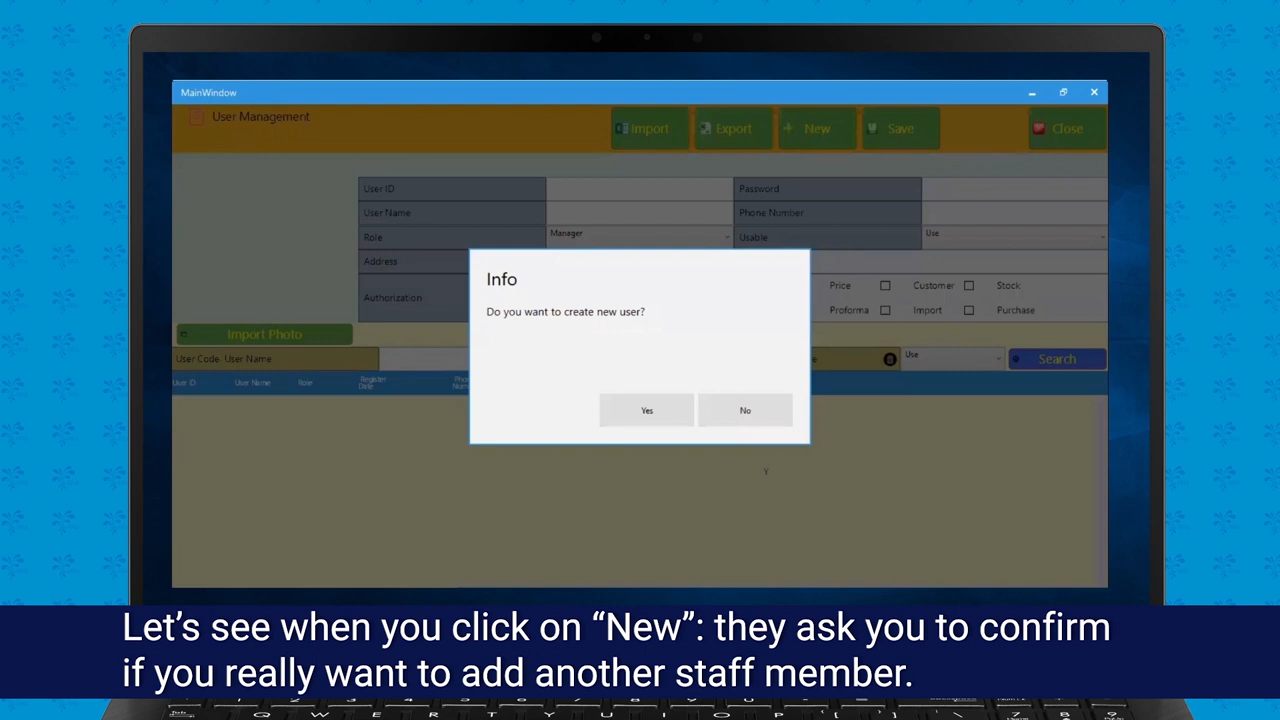 MainWindow
User Management
Import
Export
New
Save
Close
User ID
Password
User Name
Phone Number
Role
Manager
Usable
Use
Address
Authorization
Price
Customer
Stock
Proforma
Import
Purchase
Info
Do you want to create new user?
Yes
No
Import Photo
User Code. User Name
Use
Search
User ID
User Name
Role
Register
Date
Let's see when you click on “New”: they ask you to confirm
if you really want to add another staff member.
Q W E R T Y U I O P